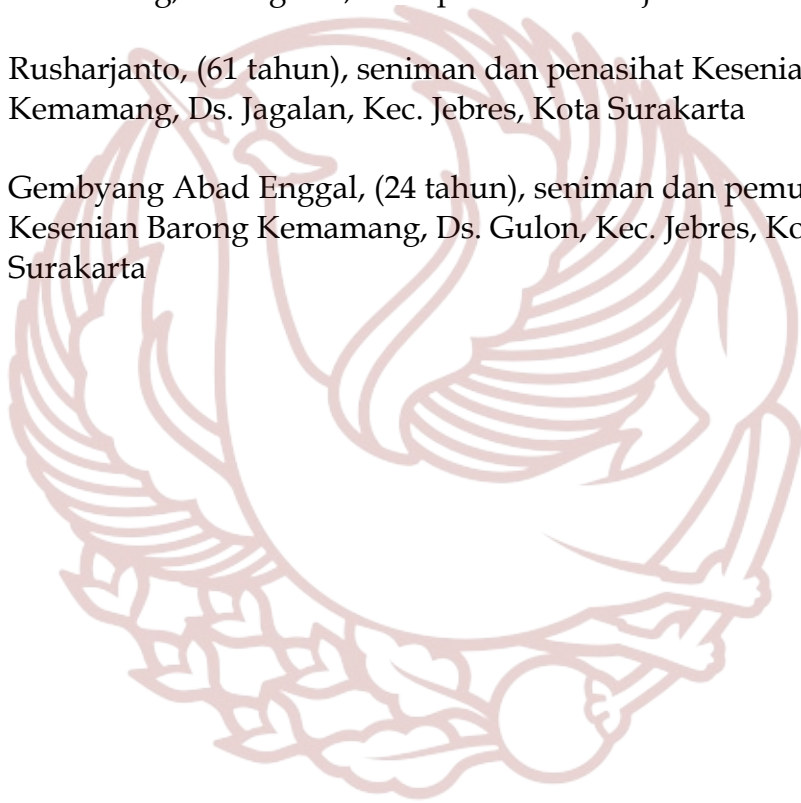 Rusharjanto, (61 tahun), seniman dan penasihat Kesenia
Kemamang, Ds. Jagalan, Kec. Jebres, Kota Surakarta
Gembyang Abad Enggal, (24 tahun), seniman dan pemu
Kesenian Barong Kemamang, Ds. Gulon, Kec. Jebres, Ko
Surakarta